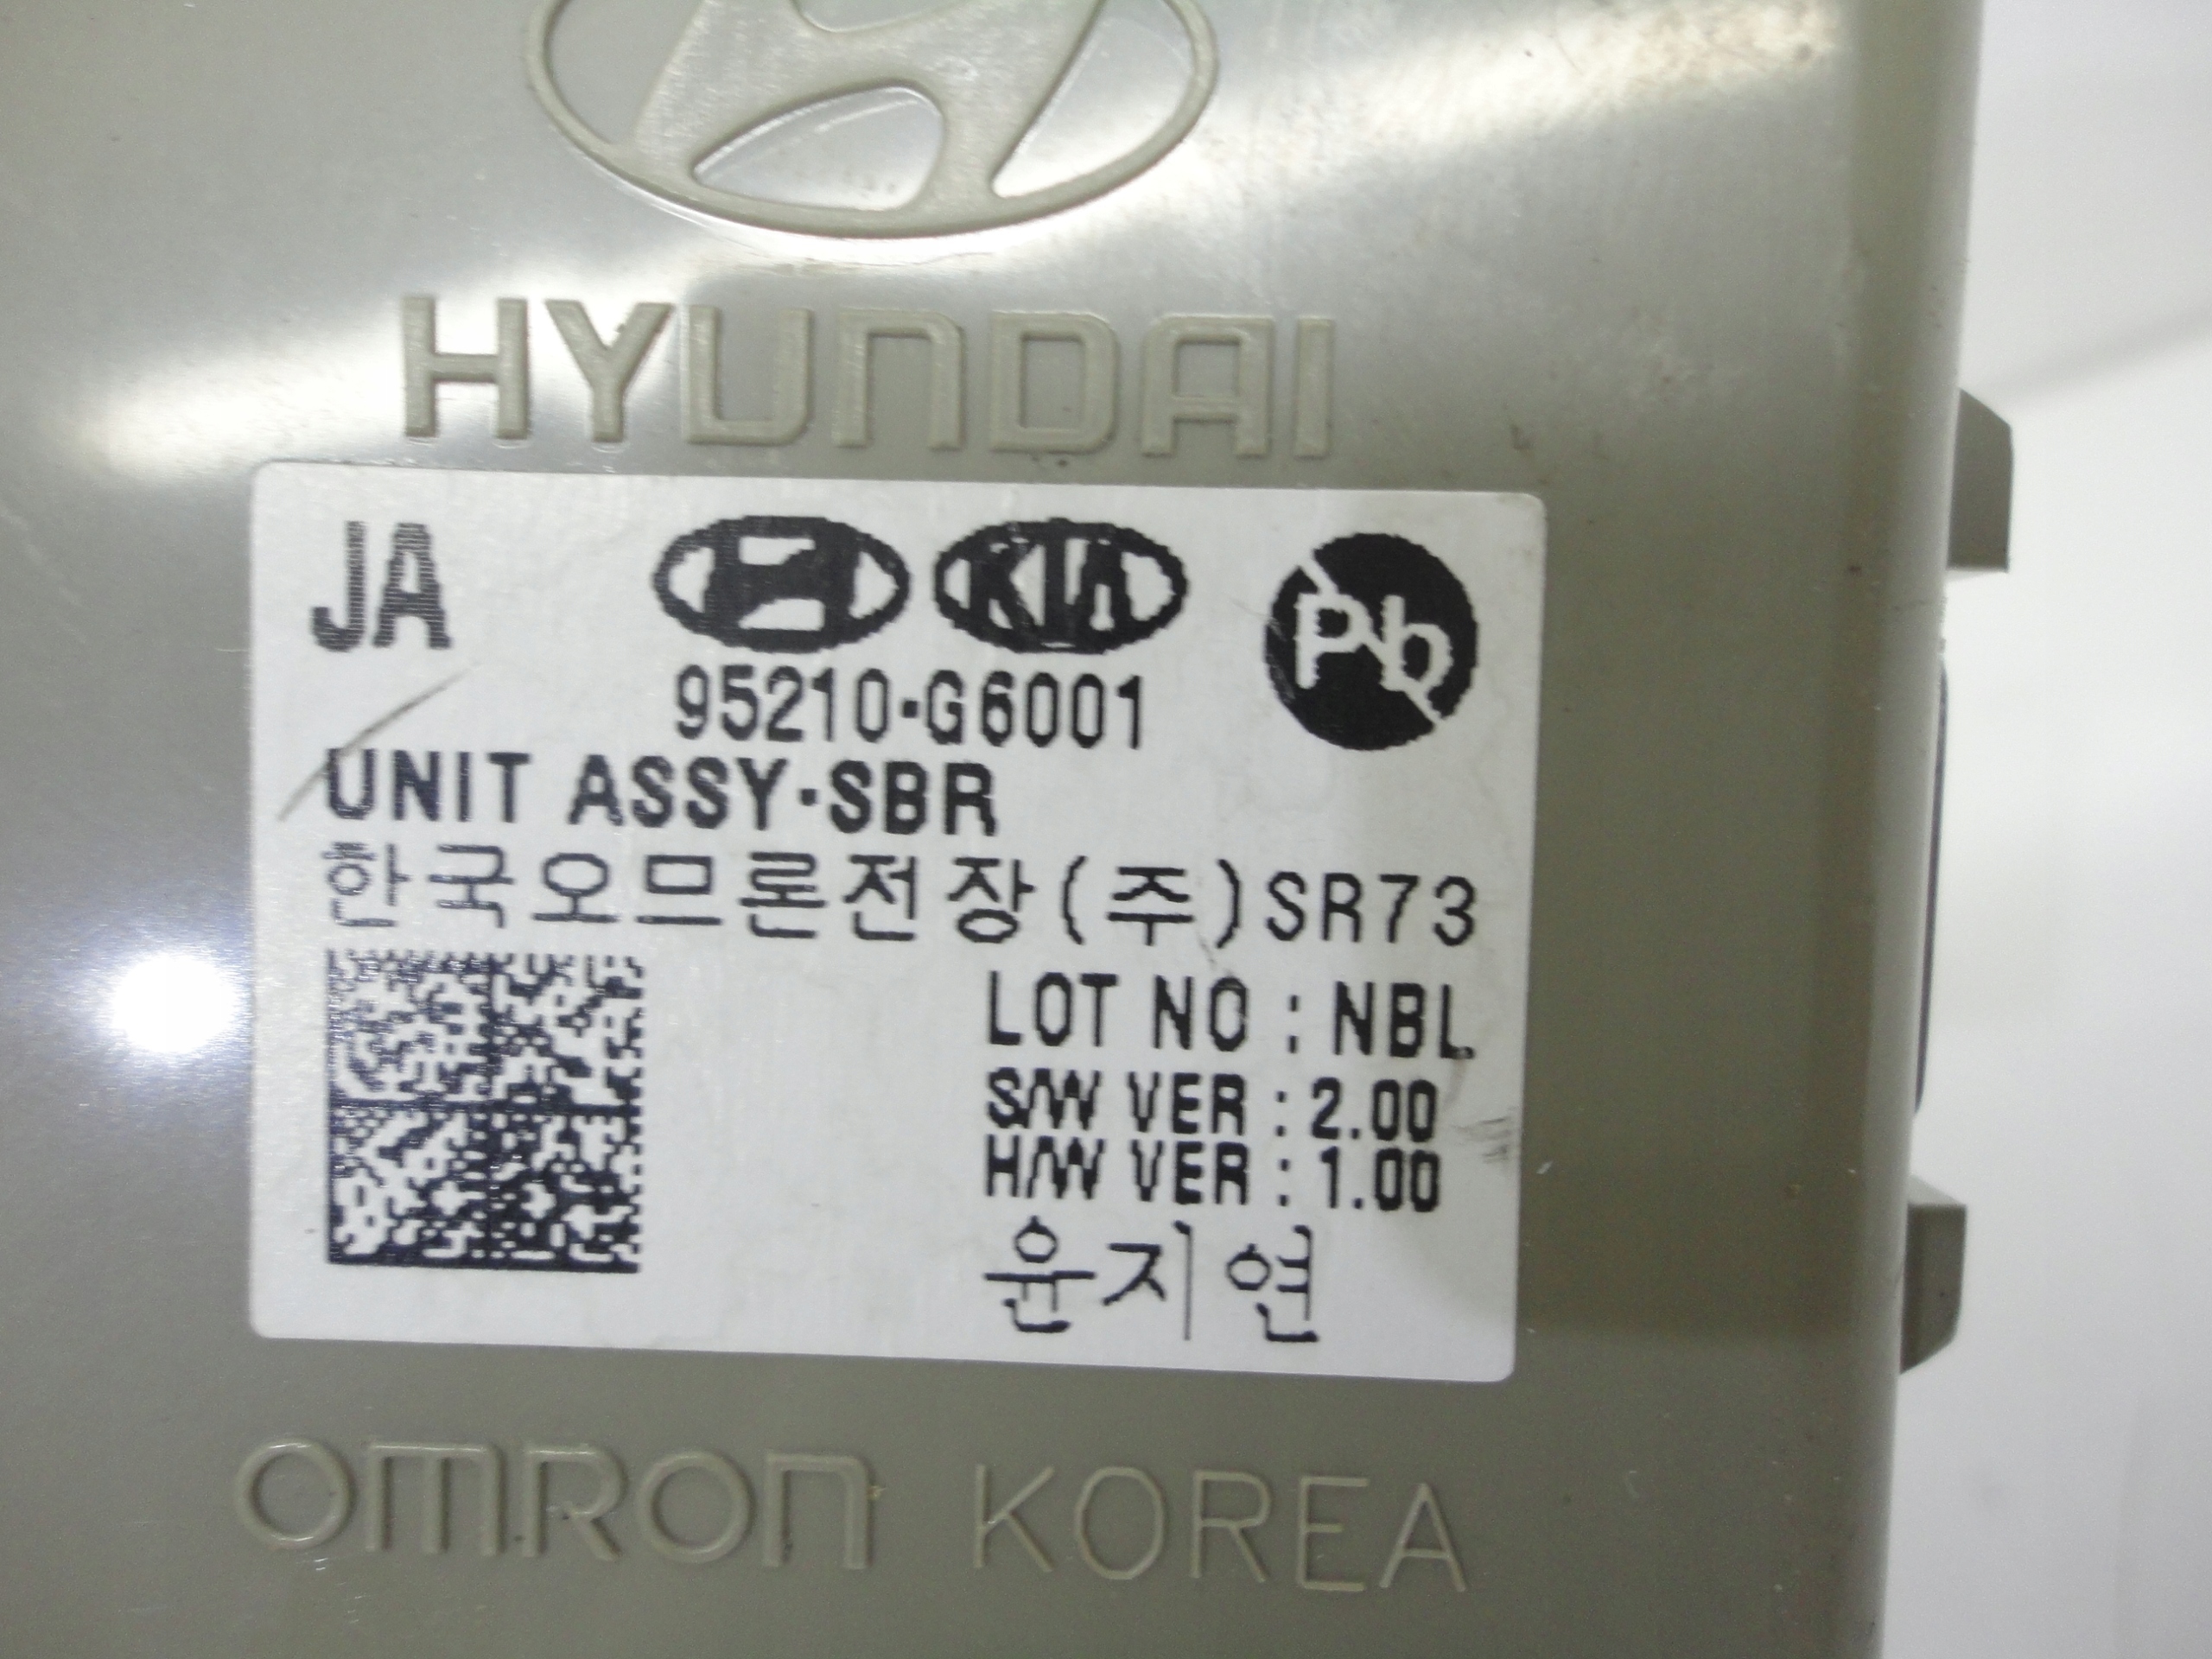 HYUNDAI
JA
KIA
Pb
95210-G6001
UNIT ASSY-SBR
한국오므론전장(주)SR73
LOT NO : NBL
S/W VER : 2.00
H/W VER : 1.00
윤지연
OMRON KOREA